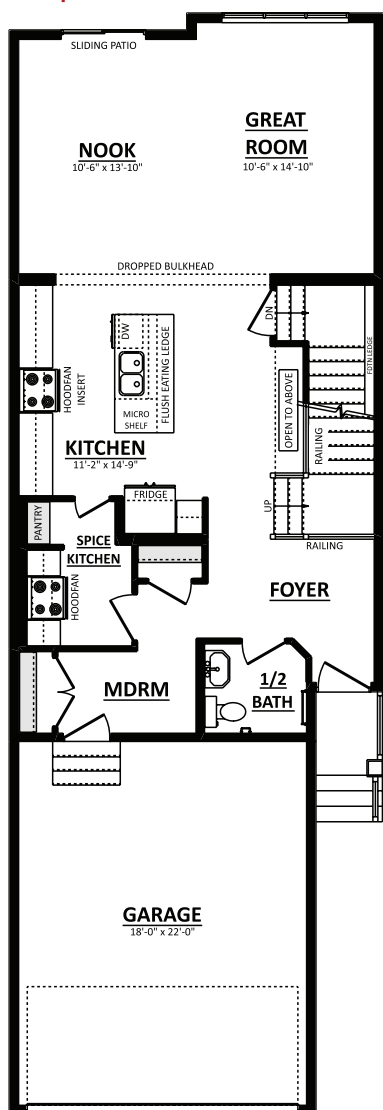 SLIDING PATIO
GREAT
ROOM
10'-6" x 14'-10"
NOOK
10'-6" x 13'-10"
DROPPED BULKHEAD
DN
DW
FLUSH EATING LEDGE
HOODFAN
INSERT
MICRO
SHELF
FDTN LEDGE
OPEN TO ABOVE
RAILING
KITCHEN
11'-2" x 14'-9"
FRIDGE
UP
PANTRY
SPICE
KITCHEN
RAILING
HOODFAN
FOYER
MDRM
1/2
BATH
GARAGE
18'-0" x 22'-0"